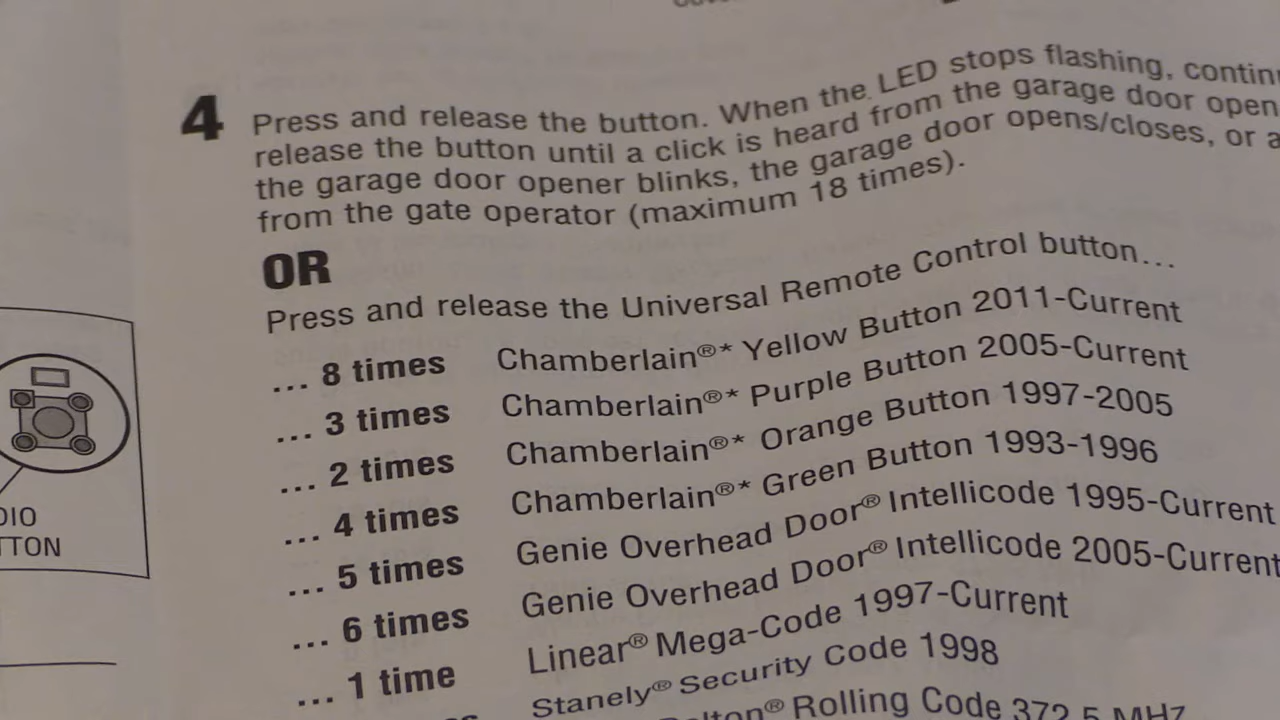 4 Press and release the button. When the LED stops flashing,
release the button until a click is heard from the garage door open
the garage door opener blinks, the garage door opens/closes, or a
from the gate operator (maximum 18 times).
OR
Press and release the Universal Remote Control button...
... 8 times Chamberlain®* Yellow Button 2011-Current
... 3 times Chamberlain®* Purple Button 2005-Current
... 2 times Chamberlain®* Orange Button 1997-2005
... 4 times Chamberlain®* Green Button 1993-1996
... 5 times Genie Overhead Door® Intellicode 1995-Current
... 6 times Genie Overhead Door® Intellicode 2005-Current
... 1 time Linear® Mega-Code 1997-Current
Stanely® Security Code 1998
Rolling Code 372.5 MHz
DIO
TTON